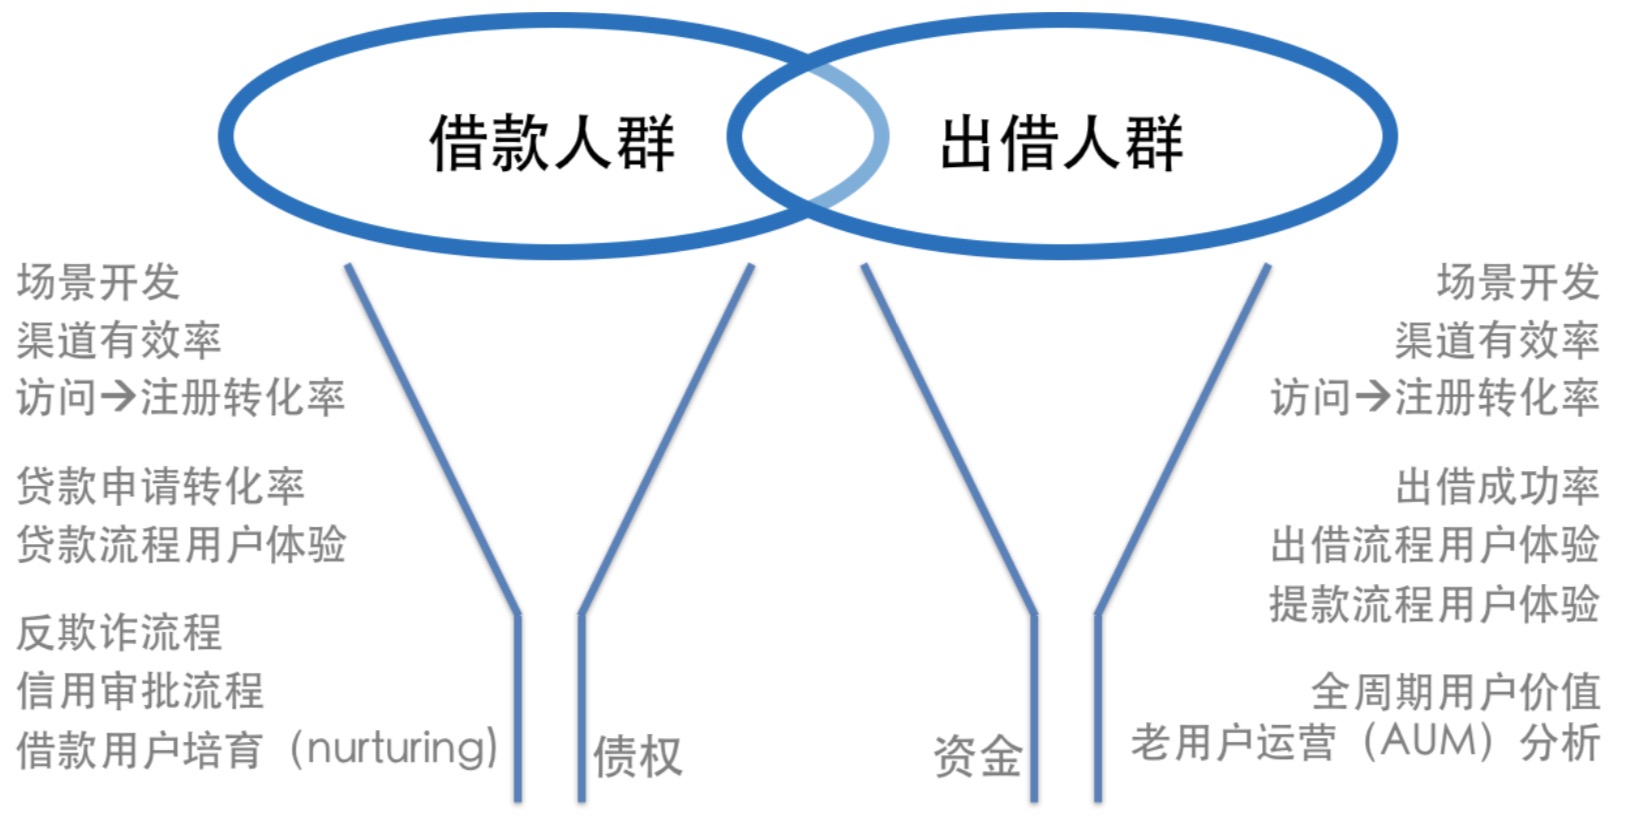 借款人群
出借人群
场景开发
渠道有效率
访问→注册转化率
贷款申请转化率
贷款流程用户体验
反欺诈流程
信用审批流程
借款用户培育（nurturing)
债权
场景开发
渠道有效率
访问→注册转化率
出借成功率
出借流程用户体验
提款流程用户体验
全周期用户价值
老用户运营（AUM）分析
资金